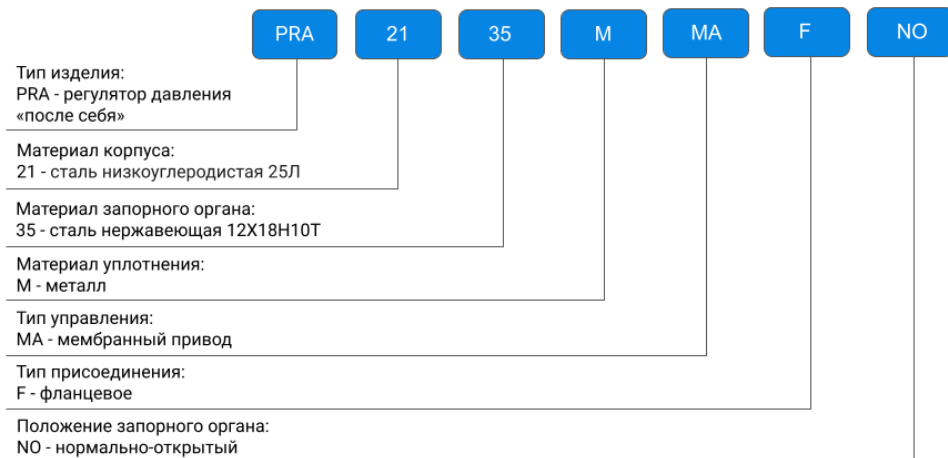 PRA 21 35 M MA F NO
Тип изделия:
PRA - регулятор давления
«после себя»
Материал корпуса:
21 - сталь низкоуглеродистая 25Л
Материал запорного органа:
35 - сталь нержавеющая 12Х18Н10Т
Материал уплотнения:
М - металл
Тип управления:
МА - мембранный привод
Тип присоединения:
F - фланцевое
Положение запорного органа:
NO - нормально-открытый